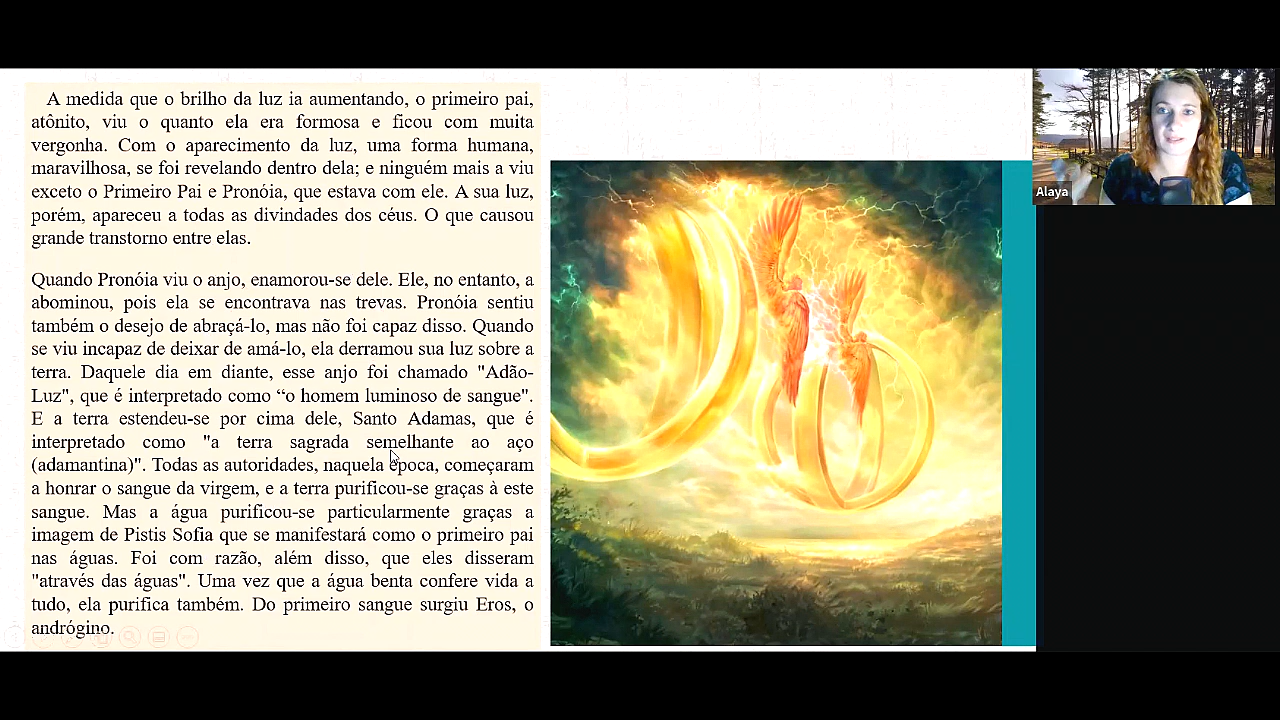 A medida que o brilho da luz ia aumentando, o primeiro pai,
atônito, viu o quanto ela era formosa e ficou com muita
vergonha. Com o aparecimento da luz, uma forma humana,
maravilhosa, se foi revelando dentro dela; e ninguém mais a viu
exceto o Primeiro Pai e Pronóia, que estava com ele. A sua luz,
porém, apareceu a todas as divindades dos céus. O que causou
grande transtorno entre elas.
Quando Pronóia viu o anjo, enamorou-se dele. Ele, no entanto, a
abominou, pois ela se encontrava nas trevas. Pronóia sentiu
também o desejo de abraçá-lo, mas não foi capaz disso. Quando
se viu incapaz de deixar de amá-lo, ela derramou sua luz sobre a
terra. Daquele dia em diante, esse anjo foi chamado "Adão-
Luz", que é interpretado como “o homem luminoso de sangue".
E a terra estendeu-se por cima dele, Santo Adamas, que é
interpretado como "a terra sagrada semelhante ao aço
(adamantina)". Todas as autoridades, naquela época, começaram
a honrar o sangue da virgem, e a terra purificou-se graças à este
sangue. Mas a água purificou-se particularmente graças a
imagem de Pistis Sofia que se manifestará como o primeiro pai
nas águas. Foi com razão, além disso, que eles disseram
"através das águas". Uma vez que a água benta confere vida a
tudo, ela purifica também. Do primeiro sangue surgiu Eros, o
andrógino.
Alaya